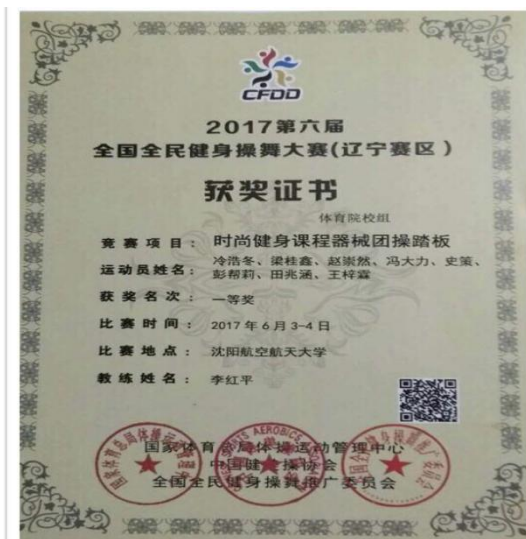 CFDD
2017第六届
全国全民健身操舞大赛(辽宁赛区)
获奖证书
体育院校组
竞赛项目：时尚健身课程器械团操踏板
运动员姓名：冷浩冬、梁桂鑫、赵崇然、冯大力、史策、
彭帮莉、田兆涵、王梓霖
获奖名次：一等奖
比赛时间：2017年6月3-4日
比赛地点：沈阳航空航天大学
教练姓名：李红平
国家体育总局体操运动管理中心
中国健美操协会
全国全民健身操舞推广委员会